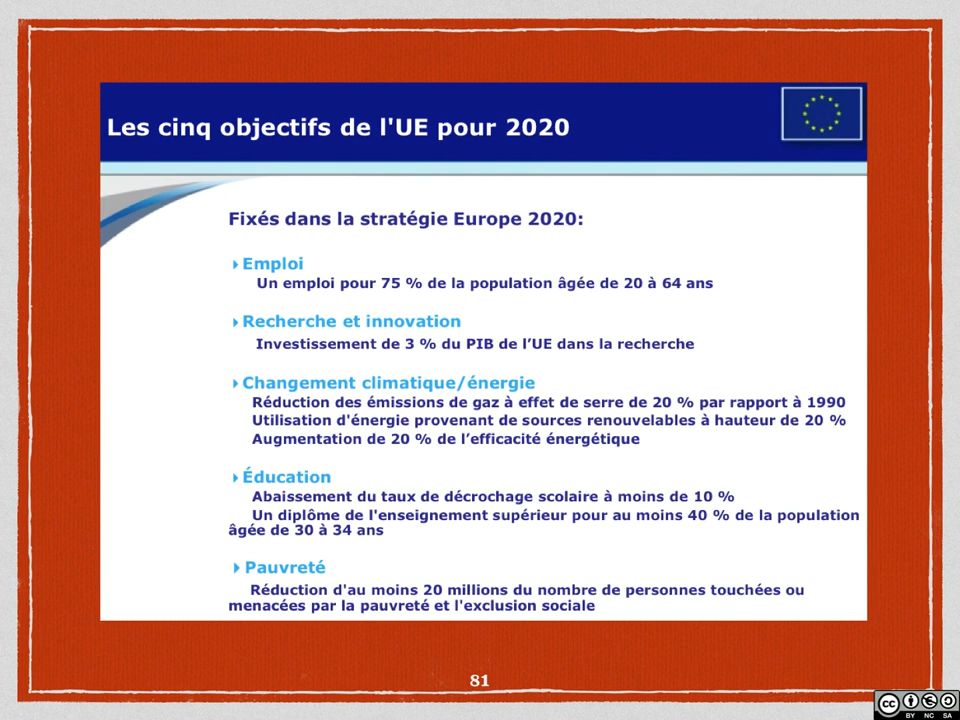 Les cinq objectifs de l'UE pour 2020
Fixés dans la stratégie Europe 2020:
Emploi
Un emploi pour 75 % de la population âgée de 20 à 64 ans
Recherche et innovation
Investissement de 3 % du PIB de l’UE dans la recherche
Changement climatique/énergie
Réduction des émissions de gaz à effet de serre de 20 % par rapport à 1990
Utilisation d'énergie provenant de sources renouvelables à hauteur de 20 %
Augmentation de 20 % de l’efficacité énergétique
Éducation
Abaissement du taux de décrochage scolaire à moins de 10 %
Un diplôme de l'enseignement supérieur pour au moins 40 % de la population
âgée de 30 à 34 ans
Pauvreté
Réduction d'au moins 20 millions du nombre de personnes touchées ou
menacées par la pauvreté et l'exclusion sociale
81
cc BY NC SA